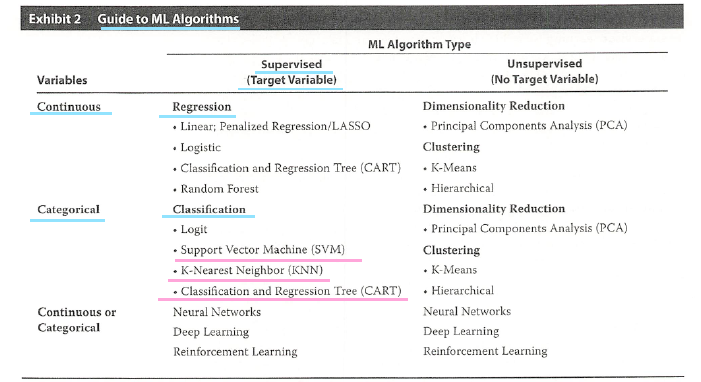 Exhibit 2 Guide to ML Algorithms
ML Algorithm Type
Supervised Unsupervised
Variables (Target Variable) (No Target Variable)
Continuous Regression Dimensionality Reduction
• Linear; Penalized Regression/LASSO • Principal Components Analysis (PCA)
• Logistic Clustering
• Classification and Regression Tree (CART) • K-Means
• Random Forest • Hierarchical
Categorical Classification Dimensionality Reduction
• Logit • Principal Components Analysis (PCA)
• Support Vector Machine (SVM) Clustering
• K-Nearest Neighbor (KNN) • K-Means
• Classification and Regression Tree (CART) • Hierarchical
Continuous or Neural Networks Neural Networks
Categorical Deep Learning Deep Learning
Reinforcement Learning Reinforcement Learning